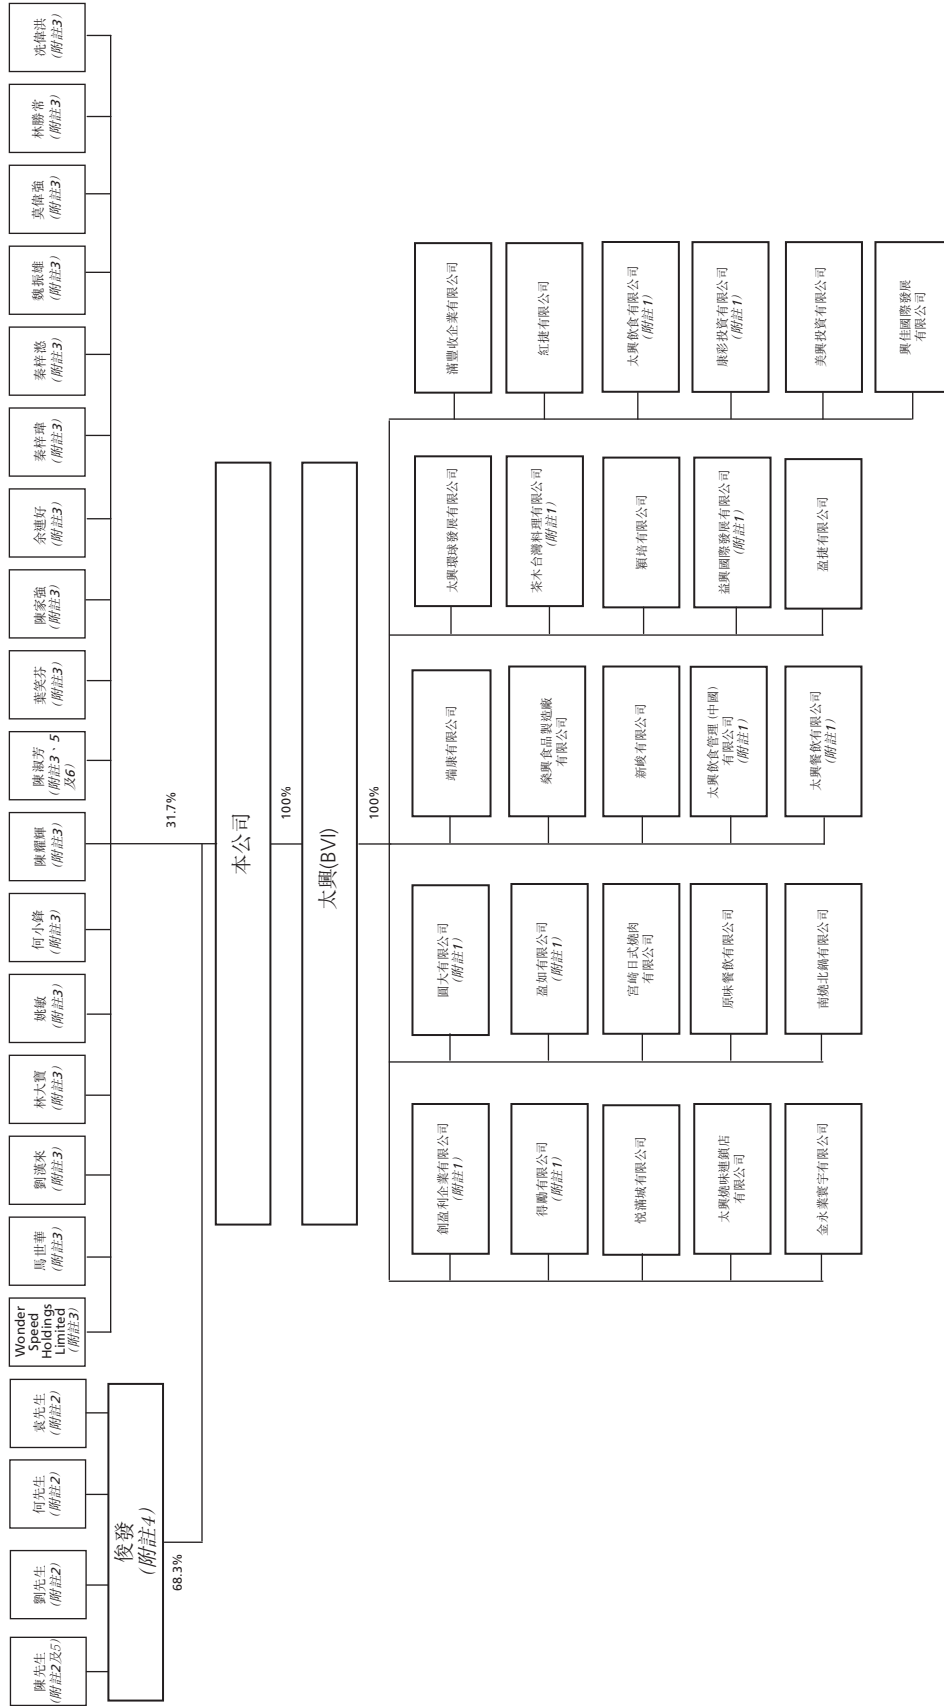 陳先生
(附註2及5)
劉先生
(附註2)
何先生
(附註2)
袁先生
(附註2)
Wonder
Speed
Holdings
Limited
(附註3)
馬世華
(附註3)
劉漢來
(附註3)
林大寶
(附註3)
姚敏
(附註3)
何小鋒
(附註3)
陳耀輝
(附註3)
陳淑芳
(附註3、5
及6)
葉笑芬
(附註3)
陳家強
(附註3)
余連好
(附註3)
秦梓瑋
(附註3)
秦梓漛
(附註3)
魏振雄
(附註3)
莫偉強
(附註3)
林勝常
(附註3)
冼偉洪
(附註3)
俊發
(附註4)
68.3%
31.7%
本公司
100%
太興(BVI)
100%
創盈利企業有限公司
(附註1)
得勵有限公司
(附註1)
悅滿城有限公司
太興燒味連鎖店
有限公司
金永業寰宇有限公司
圓大有限公司
(附註1)
盈如有限公司
(附註1)
宮崎日式燒肉
有限公司
原味餐飲有限公司
南燒北鍋有限公司
端康有限公司
燊興食品製造廠
有限公司
新峻有限公司
太興飲食管理(中國)
有限公司
(附註1)
太興餐飲有限公司
(附註1)
太興環球發展有限公司
茶木台灣料理有限公司
(附註1)
穎培有限公司
益興國際發展有限公司
(附註1)
盈捷有限公司
滿豐收企業有限公司
紅捷有限公司
太興飲食有限公司
(附註1)
康彩投資有限公司
(附註1)
美興投資有限公司
興佳國際發展
有限公司